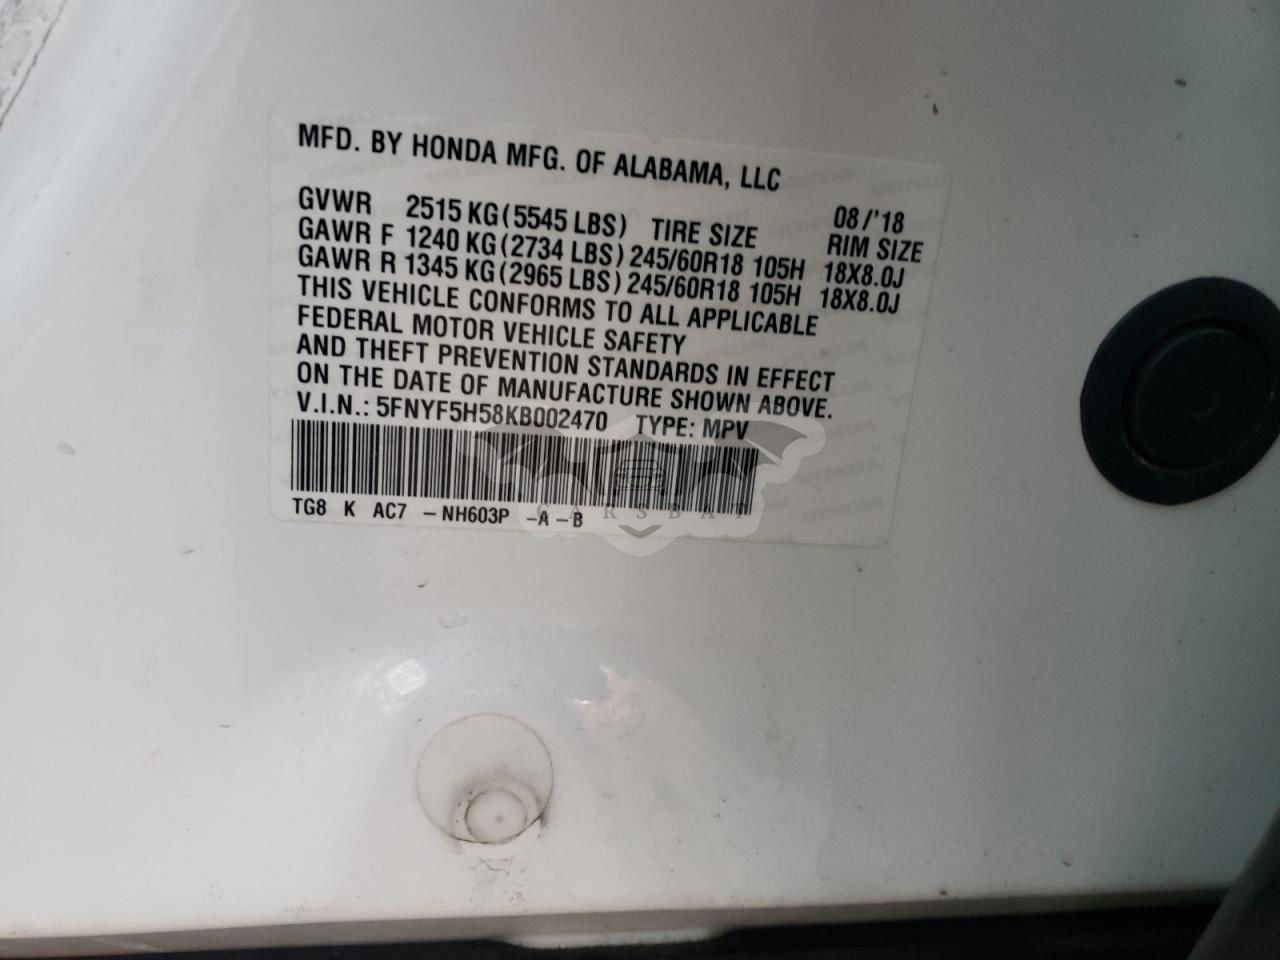 MFD. BY HONDA MFG. OF ALABAMA, LLC
08/'18
GVWR 2515 KG (5545 LBS) TIRE SIZE RIM SIZE
GAWR F 1240 KG (2734 LBS) 245/60R18 105H 18X8.0J
GAWR R 1345 KG (2965 LBS) 245/60R18 105H 18X8.0J
THIS VEHICLE CONFORMS TO ALL APPLICABLE
FEDERAL MOTOR VEHICLE SAFETY
AND THEFT PREVENTION STANDARDS IN EFFECT
ON THE DATE OF MANUFACTURE SHOWN ABOVE.
V.I.N.: 5FNYF5H58KB002470 TYPE: MPV
TG8 K AC7 -NH603P -A -B
CARSBAT